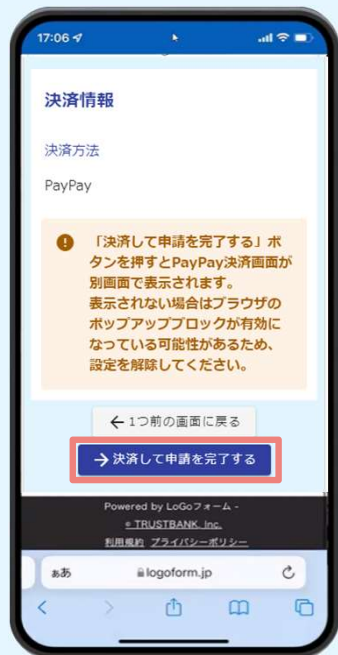 17:06
決済情報
決済方法
PayPay
「決済して申請を完了する」ボ
タンを押すとPayPay決済画面が
別画面で表示されます。
表示されない場合はブラウザの
ポップアップブロックが有効に
なっている可能性があるため、
設定を解除してください。
← 1つ前の画面に戻る
→ 決済して申請を完了する
Powered by LoGoフォーム -
© TRUSTBANK, Inc.
利用規約 プライバシーポリシー
ぁあ logoform.jp